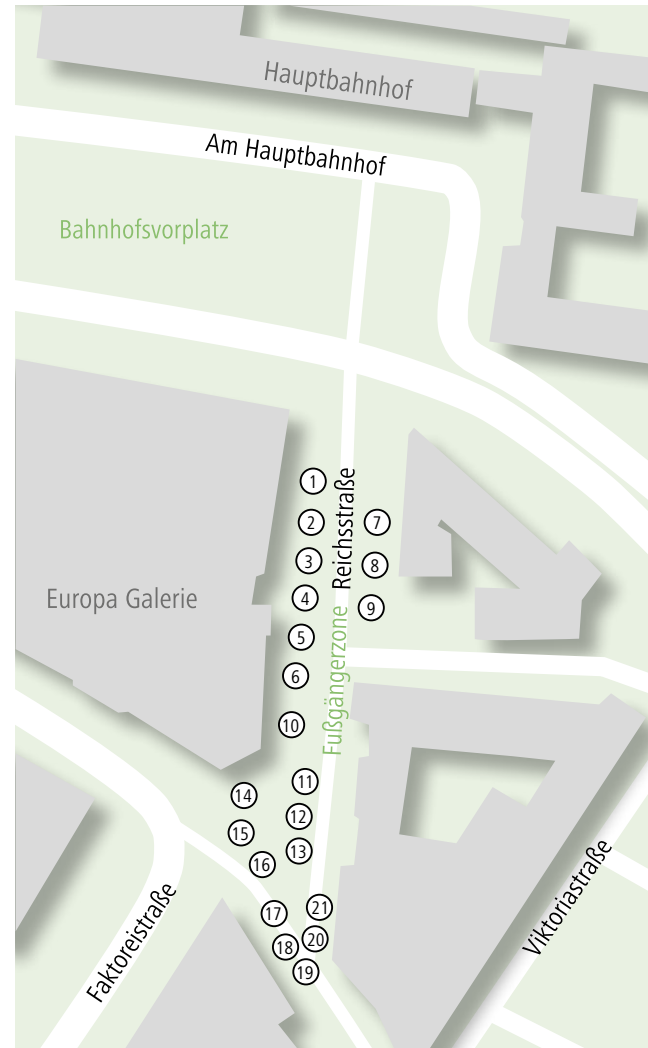 Hauptbahnhof
Am Hauptbahnhof
Bahnhofsvorplatz
1
Reichsstraße
2
7
3
8
4
Europa Galerie
9
5
Fußgängerzone
6
10
11
14
12
15
13
16
Viktoriastraße
21
17
Faktoreistraße
20
18
19